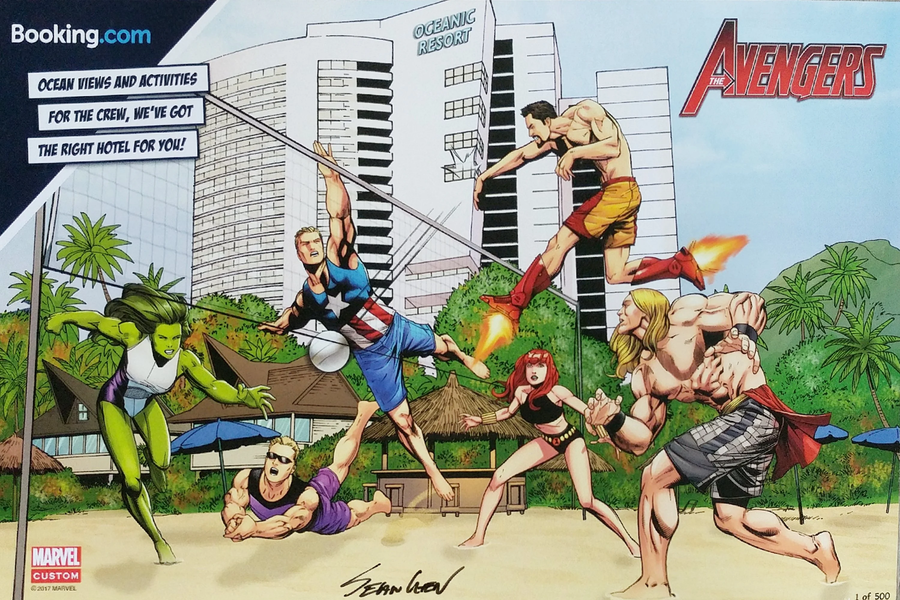 Booking.com
OCEAN VIEWS AND ACTIVITIES
FOR THE CREW, WE'VE GOT
THE RIGHT HOTEL FOR YOU!
OCEANIC
RESORT
THE AVENGERS
MARVEL
CUSTOM
© 2017 MARVEL
1 of 500